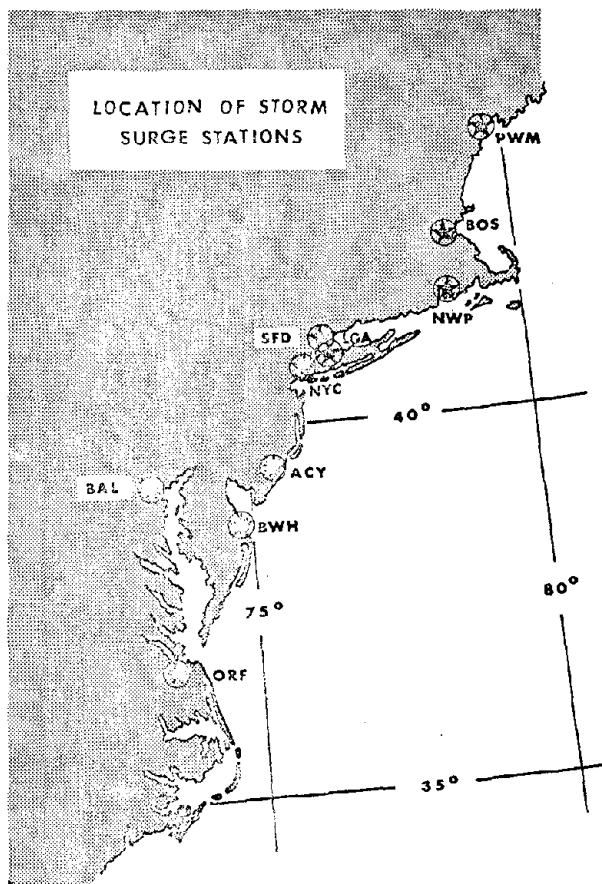 LOCATION OF STORM
SURGE STATIONS
PWM
BOS
NWP
SFD
LGA
NYC
40°
ACY
BAL
BWH
75°
80°
ORF
35°